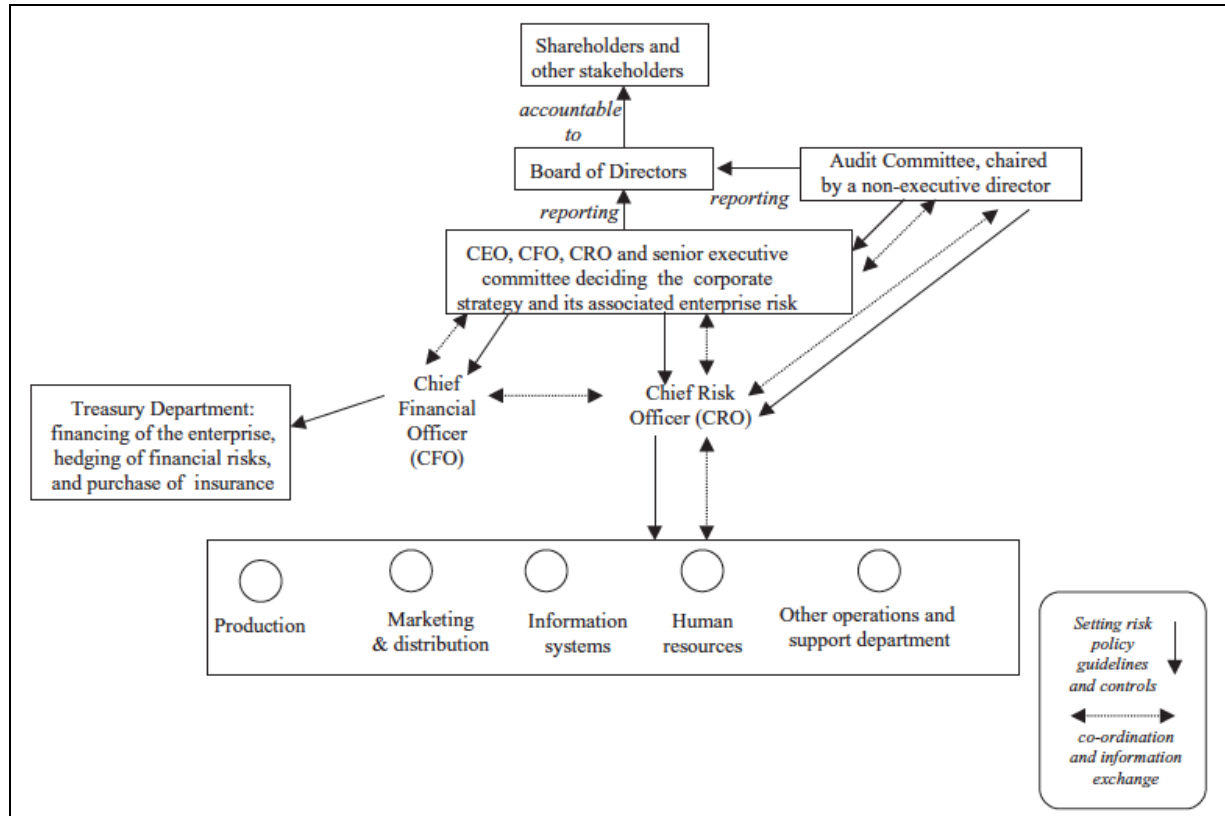 Shareholders and
other stakeholders
accountable
to
Board of Directors
Audit Committee, chaired
by a non-executive director
reporting
reporting
CEO, CFO, CRO and senior executive
committee deciding the corporate
strategy and its associated enterprise risk
Chief
Financial
Officer
(CFO)
Chief Risk
Officer (CRO)
Treasury Department:
financing of the enterprise,
hedging of financial risks,
and purchase of insurance
Production
Marketing
& distribution
Information
systems
Human
resources
Other operations and
support department
Setting risk
policy
guidelines
and controls
co-ordination
and information
exchange